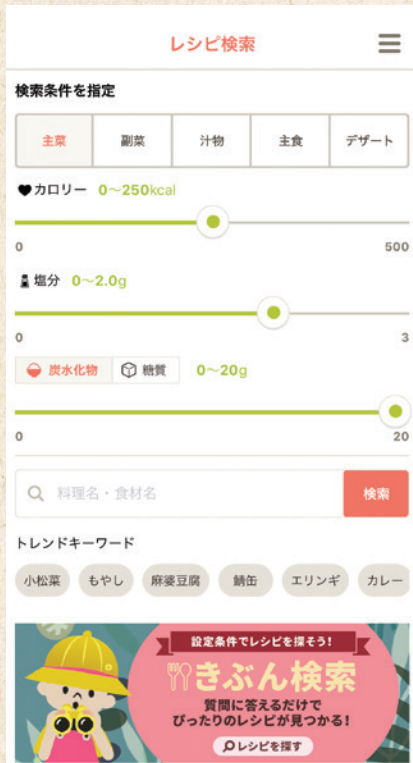 レシピ検索
検索条件を指定
主菜 副菜 汁物 主食 デザート
カロリー 0〜250kcal
0 500
塩分 0〜2.0g
0 3
炭水化物 糖質 0〜20g
0 20
料理名・食材名 検索
トレンドキーワード
小松菜 もやし 麻婆豆腐 鯖缶 エリンギ カレー
設定条件でレシピを探そう!
きぶん検索
質問に答えるだけで
ぴったりのレシピが見つかる!
レシピを探す